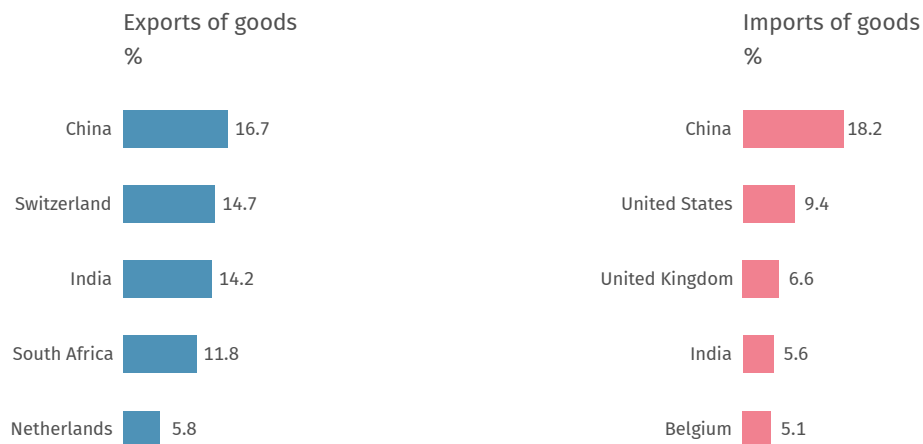 Exports of goods
%
China 16.7
Switzerland 14.7
India 14.2
South Africa 11.8
Netherlands 5.8
Imports of goods
%
China 18.2
United States 9.4
United Kingdom 6.6
India 5.6
Belgium 5.1